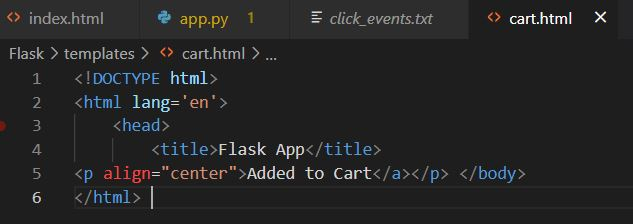 index.html app.py 1 click_events.txt cart.html
Flask > templates > cart.html > ...
1 <!DOCTYPE html>
2 <html lang='en'>
3 <head>
4 <title>Flask App</title>
5 <p align="center">Added to Cart</a></p> </body>
6 </html>